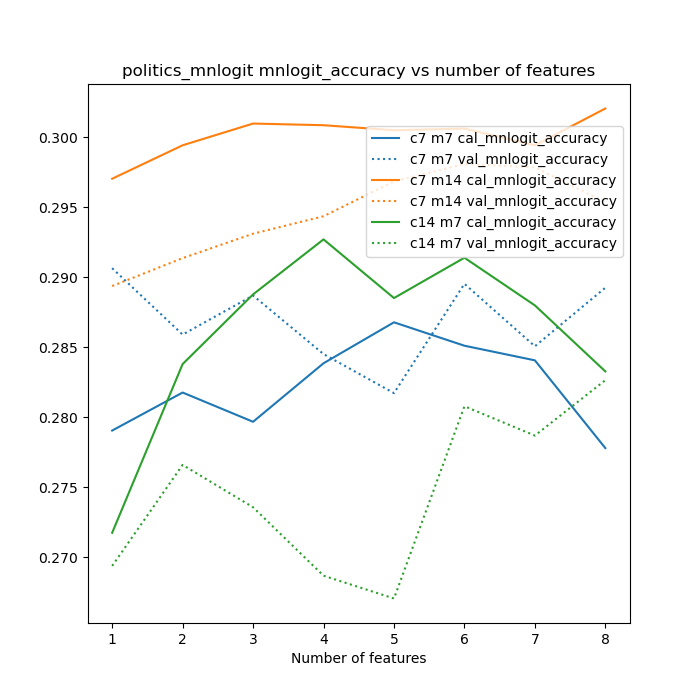 politics_mnlogit mnlogit_accuracy vs number of features
0.300
0.295
0.290
0.285
0.280
0.275
0.270
c7 m7 cal_mnlogit_accuracy
c7 m7 val_mnlogit_accuracy
c7 m14 cal_mnlogit_accuracy
c7 m14 val_mnlogit_accuracy
c14 m7 cal_mnlogit_accuracy
c14 m7 val_mnlogit_accuracy
1 2 3 4 5 6 7 8
Number of features